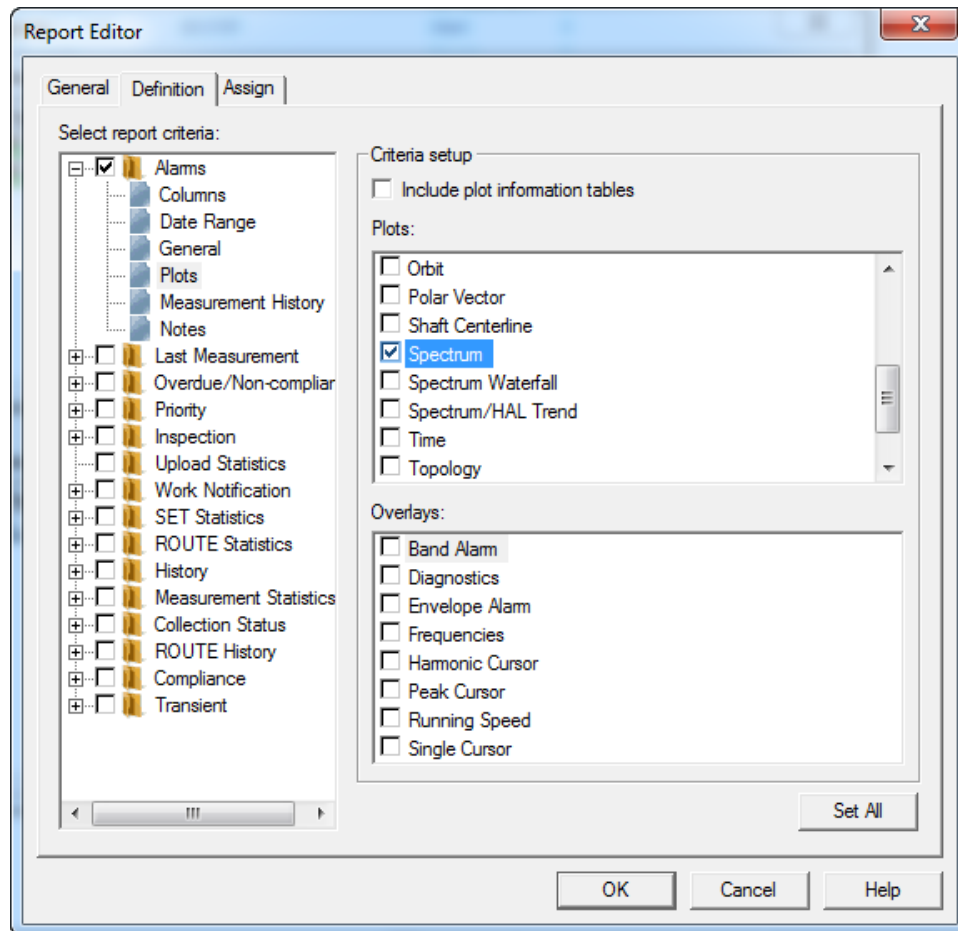 Report Editor
General Definition Assign
Select report criteria:
Alarms
Columns
Date Range
General
Plots
Measurement History
Notes
Last Measurement
Overdue/Non-complian
Priority
Inspection
Upload Statistics
Work Notification
SET Statistics
ROUTE Statistics
History
Measurement Statistics
Collection Status
ROUTE History
Compliance
Transient
Criteria setup
Include plot information tables
Plots:
Orbit
Polar Vector
Shaft Centerline
Spectrum
Spectrum Waterfall
Spectrum/HAL Trend
Time
Topology
Overlays:
Band Alarm
Diagnostics
Envelope Alarm
Frequencies
Harmonic Cursor
Peak Cursor
Running Speed
Single Cursor
Set All
OK Cancel Help